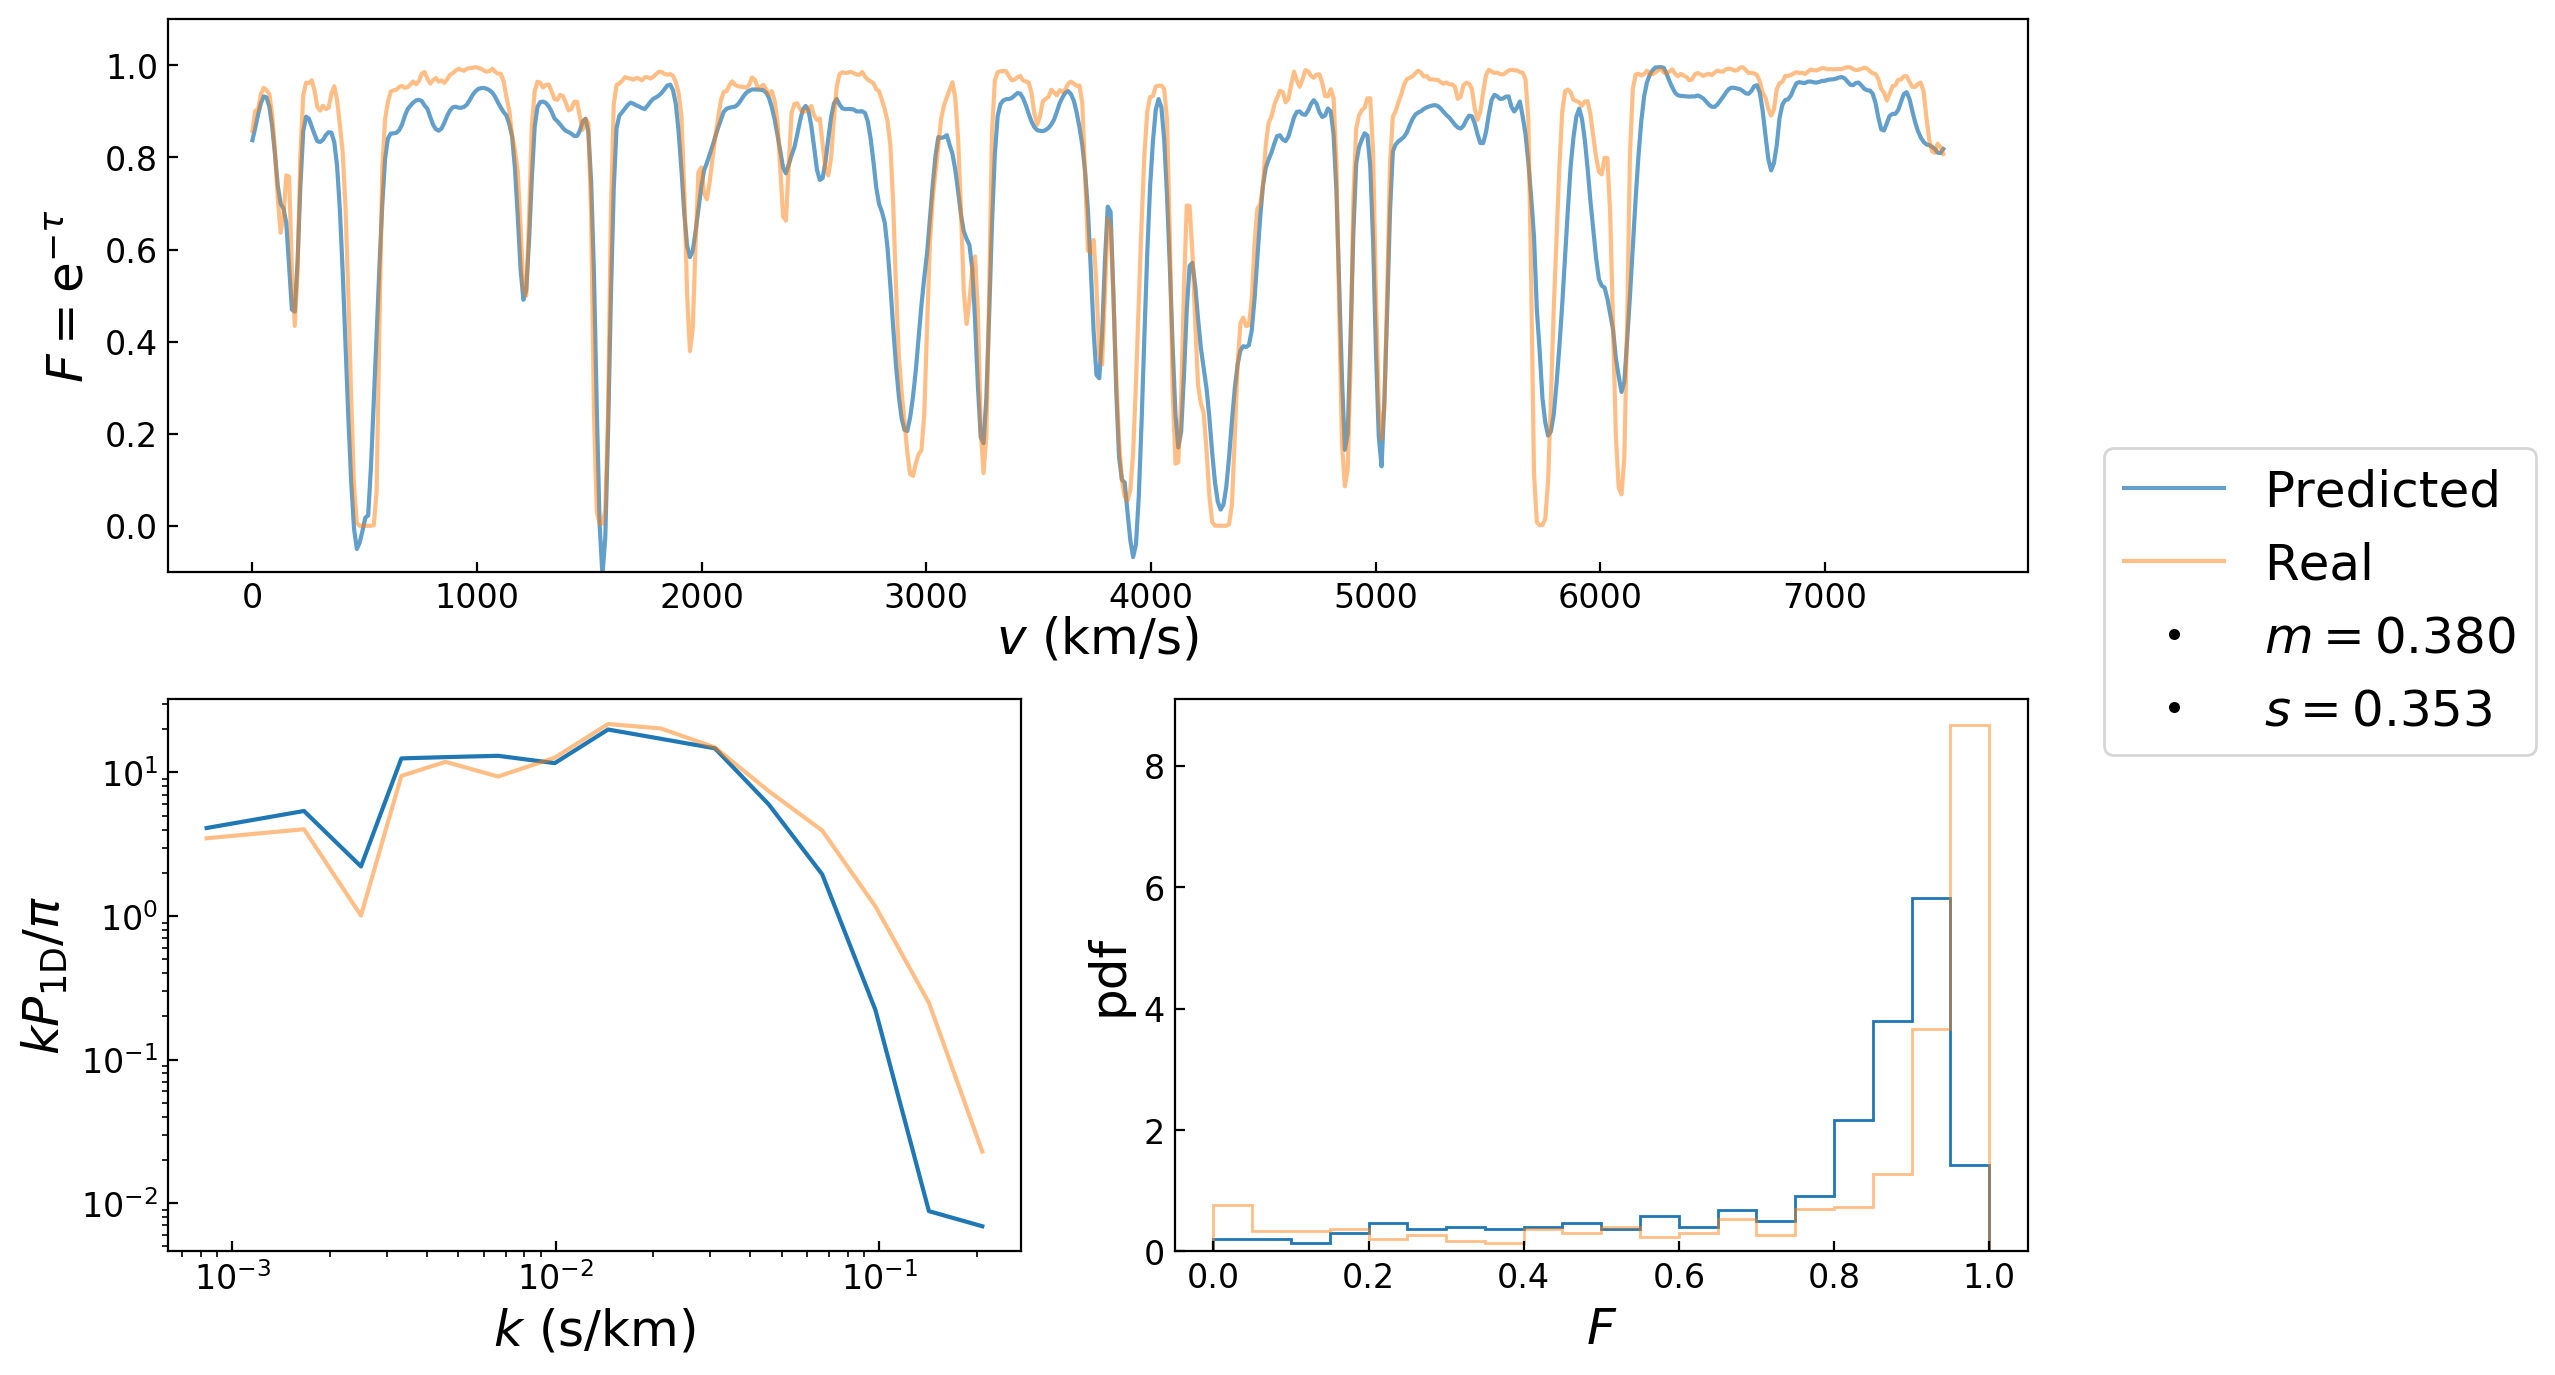 F = e^{-τ}
1.0
0.8
0.6
0.4
0.2
0.0
0 1000 2000 3000 4000 5000 6000 7000
v (km/s)
Predicted
Real
m = 0.380
s = 0.353
kP_{1D}/π
10^1
10^0
10^{-1}
10^{-2}
10^{-3} 10^{-2} 10^{-1}
k (s/km)
pdf
8
6
4
2
0
0.0 0.2 0.4 0.6 0.8 1.0
F